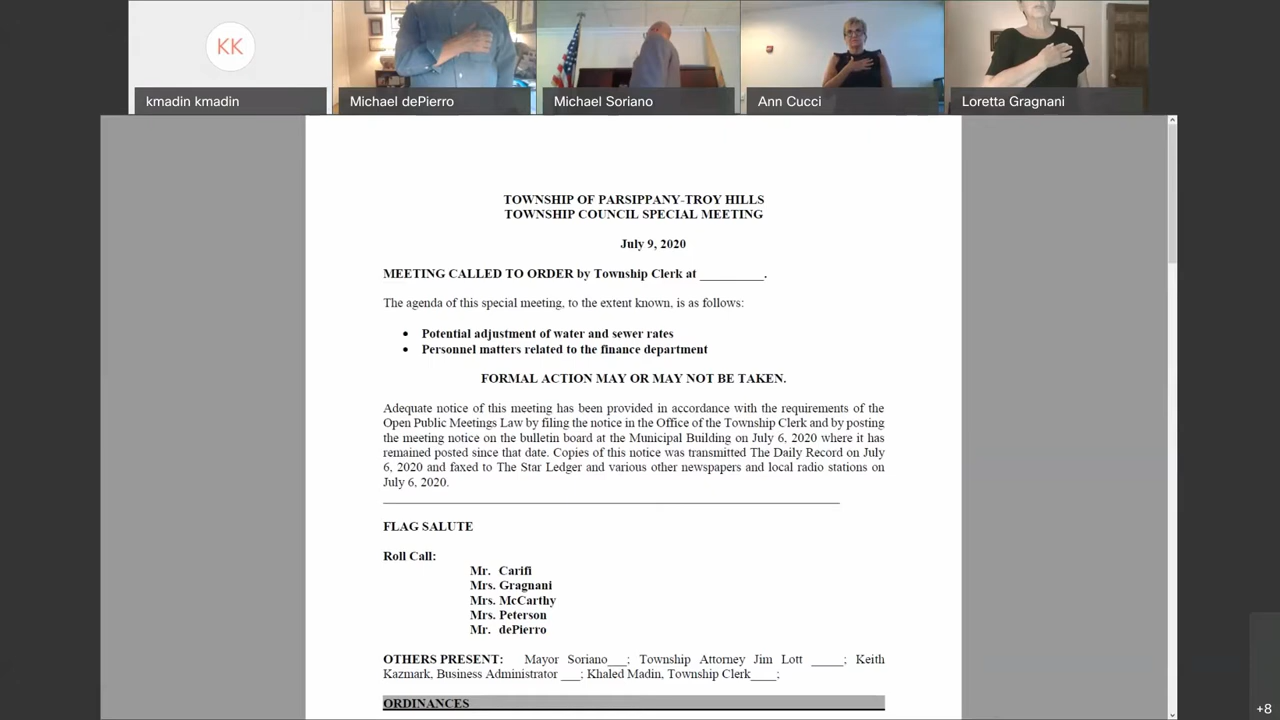 KK
kmadin kmadin
Michael dePierro
Michael Soriano
Ann Cucci
Loretta Gragnani
TOWNSHIP OF PARSIPPANY-TROY HILLS
TOWNSHIP COUNCIL SPECIAL MEETING
July 9, 2020
MEETING CALLED TO ORDER by Township Clerk at __________.
The agenda of this special meeting, to the extent known, is as follows:
• Potential adjustment of water and sewer rates
• Personnel matters related to the finance department
FORMAL ACTION MAY OR MAY NOT BE TAKEN.
Adequate notice of this meeting has been provided in accordance with the requirements of the
Open Public Meetings Law by filing the notice in the Office of the Township Clerk and by posting
the meeting notice on the bulletin board at the Municipal Building on July 6, 2020 where it has
remained posted since that date. Copies of this notice was transmitted The Daily Record on July
6, 2020 and faxed to The Star Ledger and various other newspapers and local radio stations on
July 6, 2020.
FLAG SALUTE
Roll Call:
Mr. Carifi
Mrs. Gragnani
Mrs. McCarthy
Mrs. Peterson
Mr. dePierro
OTHERS PRESENT: Mayor Soriano___; Township Attorney Jim Lott _____; Keith
Kazmark, Business Administrator ___; Khaled Madin, Township Clerk____;
ORDINANCES
+8